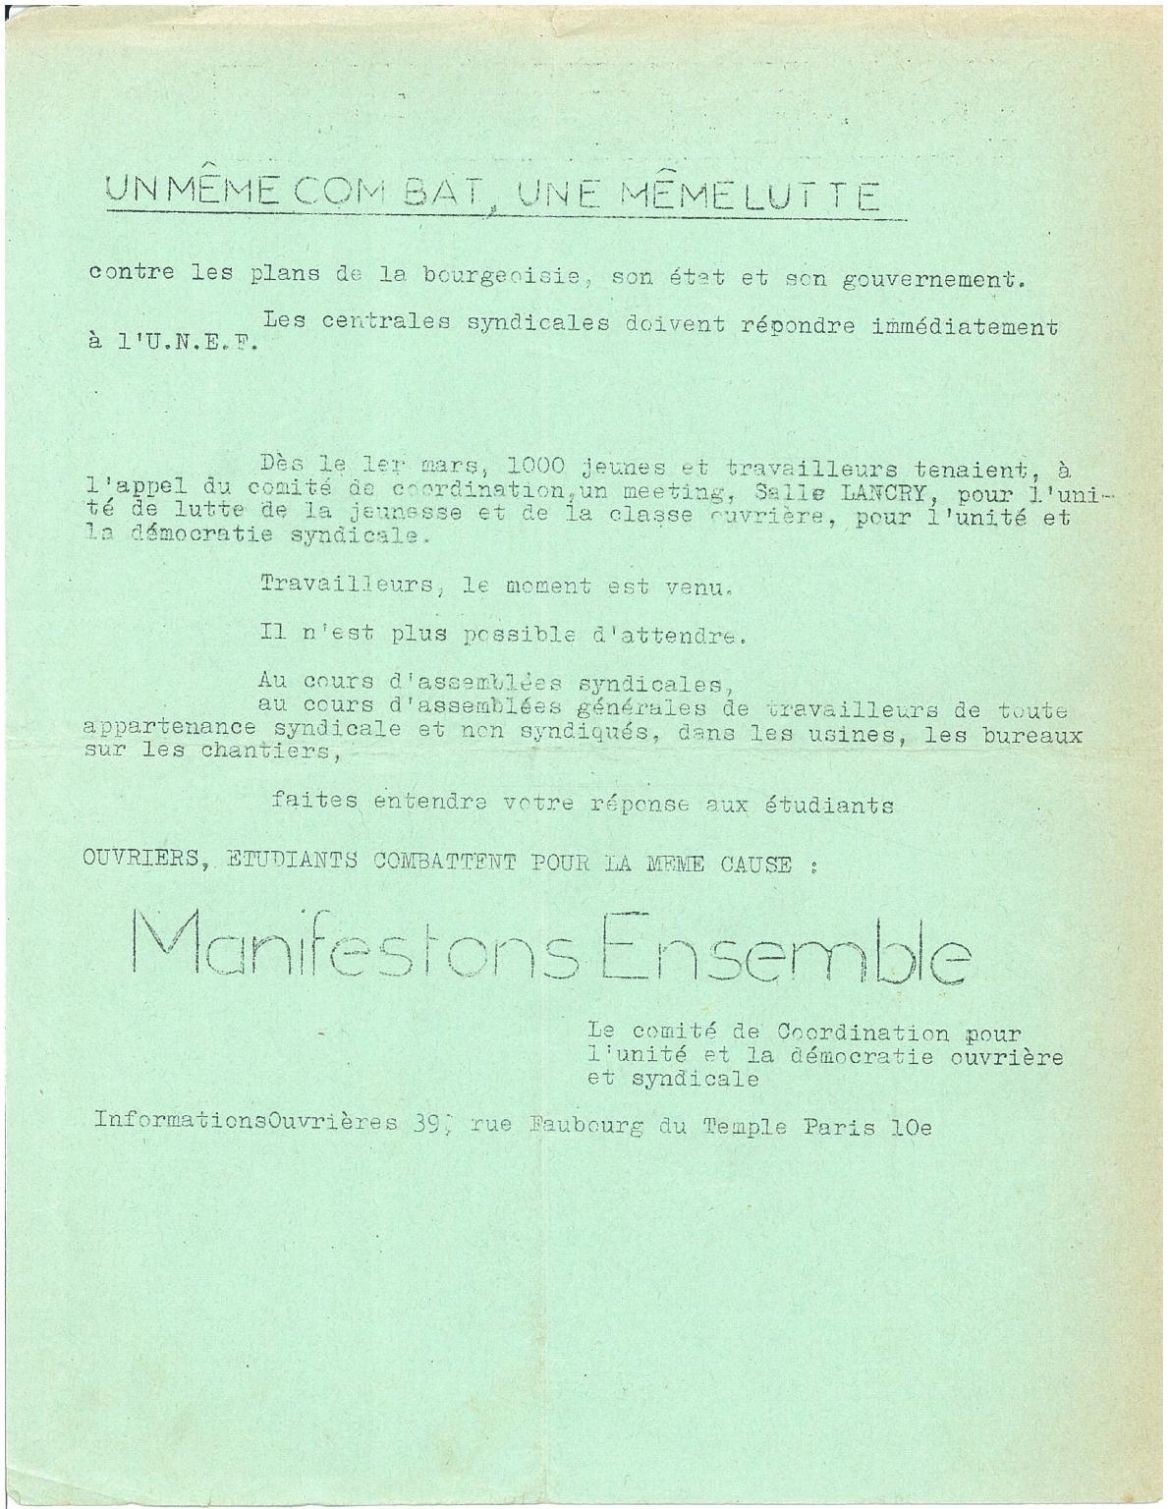 UN MÊME COMBAT, UNE MÊME LUTTE
contre les plans de la bourgeoisie, son état et son gouvernement.
Les centrales syndicales doivent répondre immédiatement
à l'U.N.E.F.
Dès le 1er mars, 1000 jeunes et travailleurs tenaient, à
l'appel du comité de coordination,un meeting, Salle LANCRY, pour l'uni-
té de lutte de la jeunesse et de la classe ouvrière, pour l'unité et
la démocratie syndicale.
Travailleurs, le moment est venu.
Il n'est plus possible d'attendre.
Au cours d'assemblées syndicales,
au cours d'assemblées générales de travailleurs de toute
appartenance syndicale et non syndiqués, dans les usines, les bureaux
sur les chantiers,
faites entendre votre réponse aux étudiants
OUVRIERS, ETUDIANTS COMBATTENT POUR LA MEME CAUSE :
Manifestons Ensemble
Le comité de Coordination pour
l'unité et la démocratie ouvrière
et syndicale
InformationsOuvrières 39; rue Faubourg du Temple Paris 10e